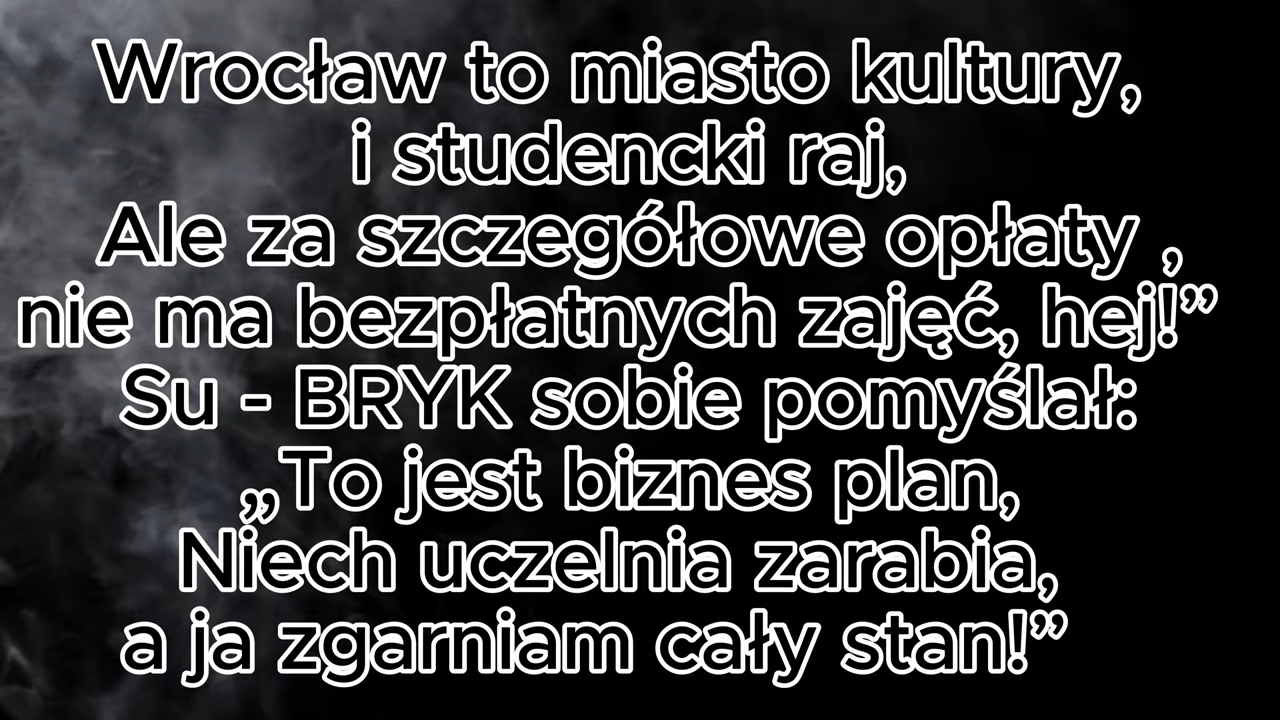 Wrocław to miasto kultury,
i studencki raj,
Ale za szczegółowe opłaty ,
nie ma bezpłatnych zajęć, hej!”
Su - BRYK sobie pomyślał:
„To jest biznes plan,
Niech uczelnia zarabia,
a ja zgarniam cały stan!”